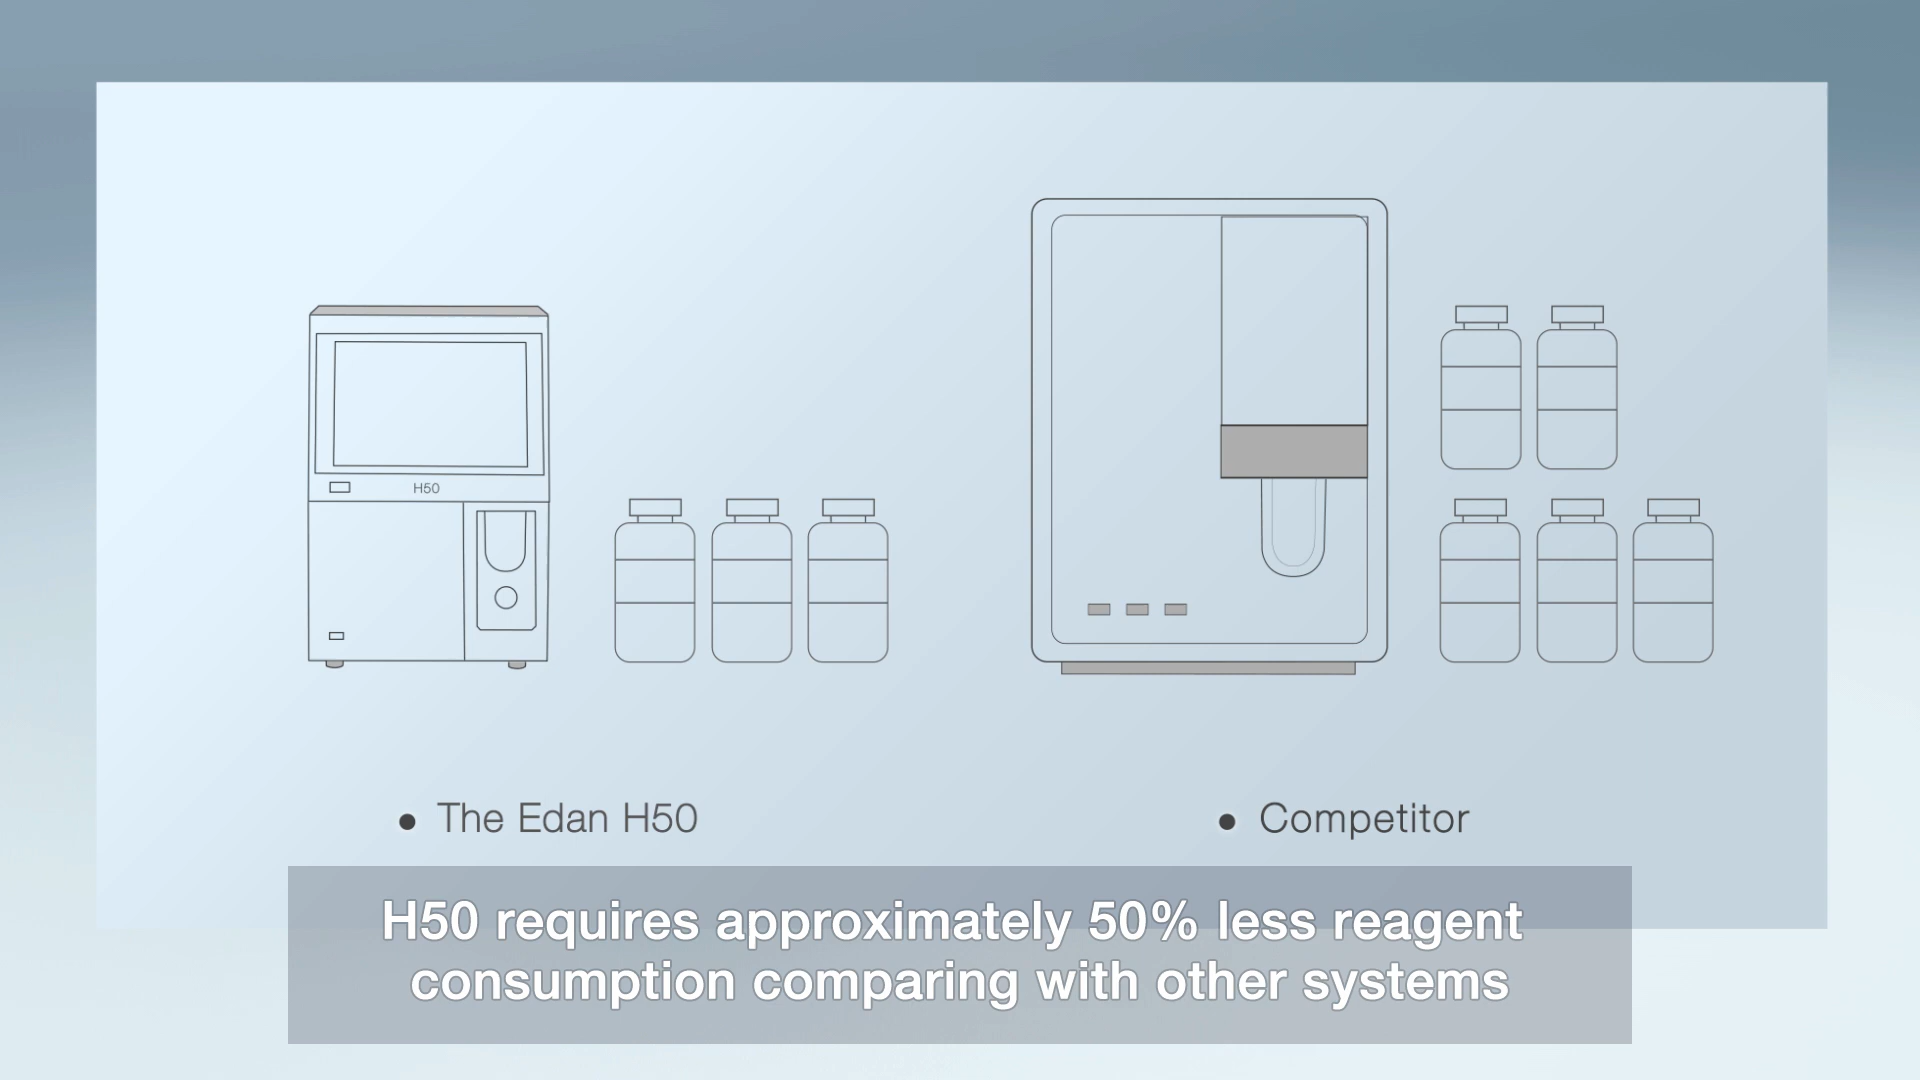 H50
The Edan H50
Competitor
H50 requires approximately 50% less reagent
consumption comparing with other systems